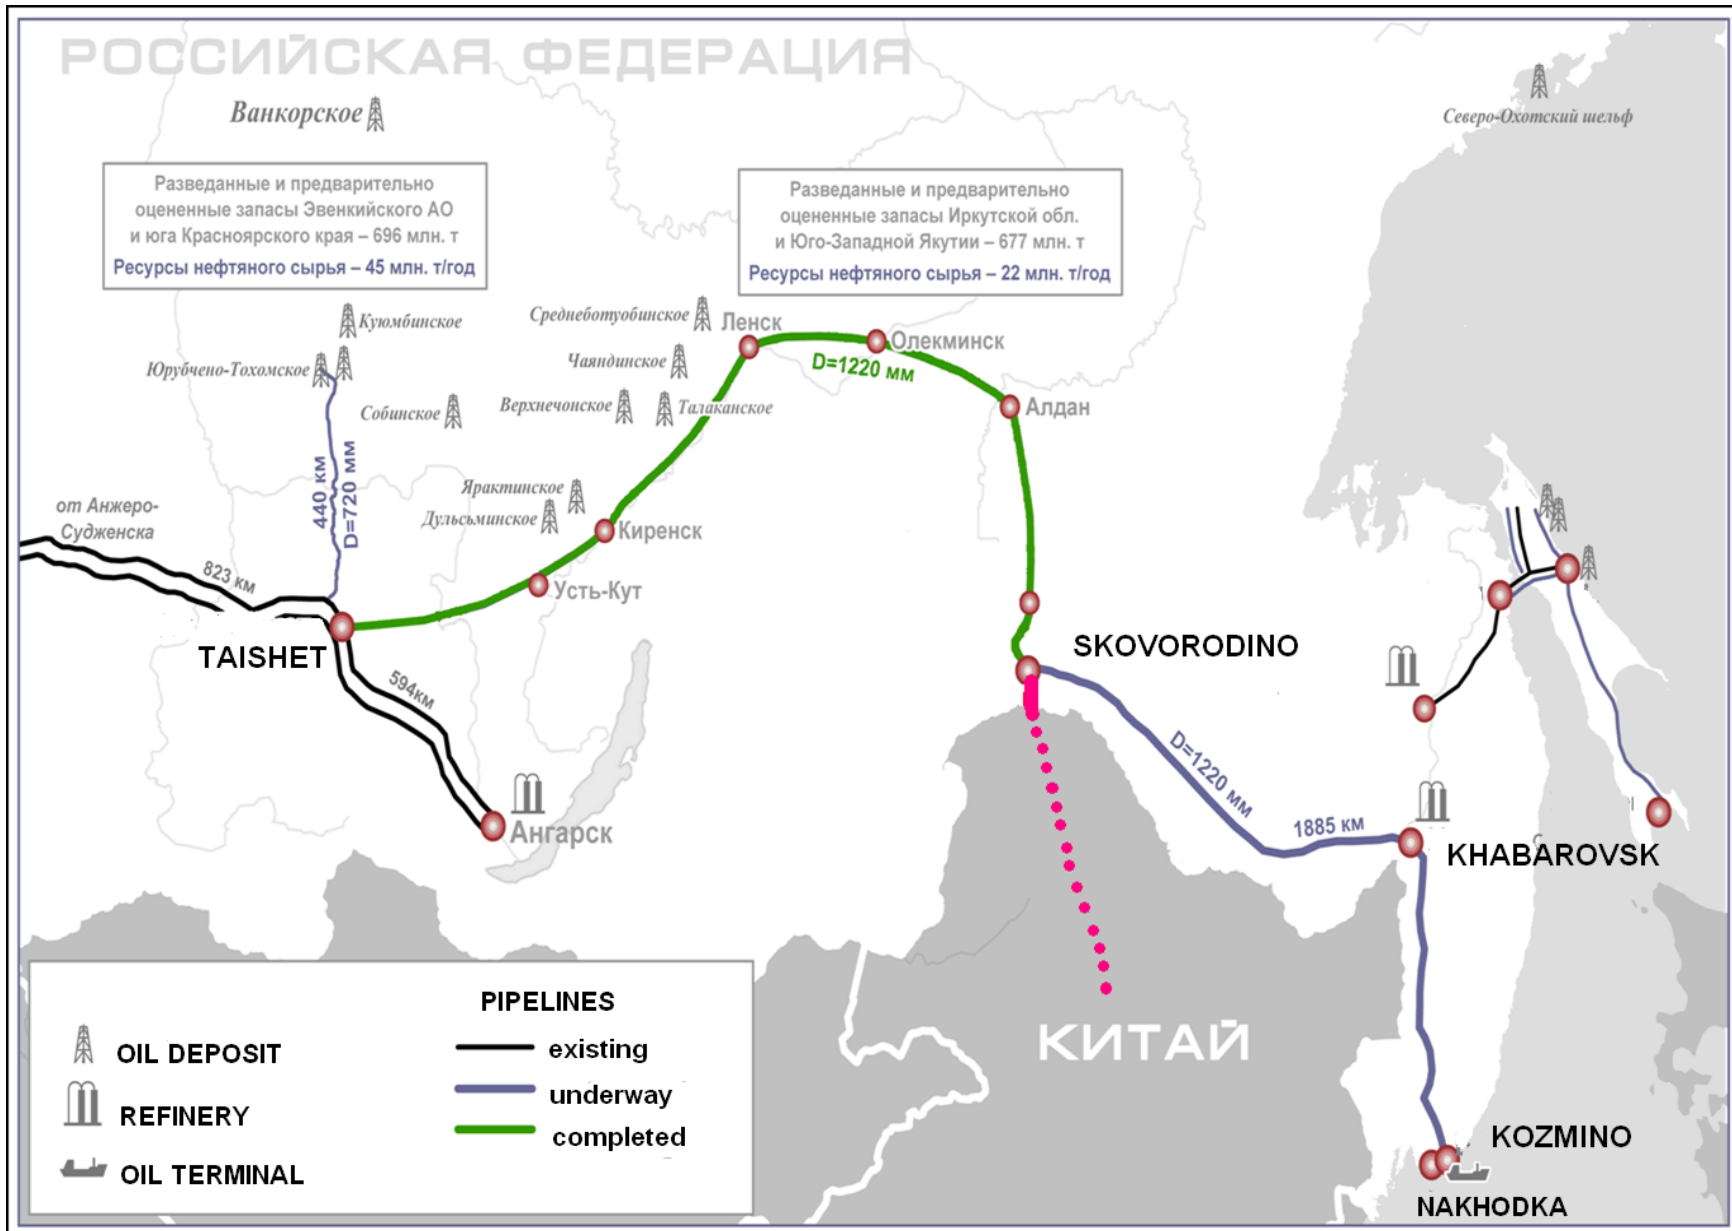 РОССИЙСКАЯ ФЕДЕРАЦИЯ
Ванкорское
Северо-Охотский шельф
Разведанные и предварительно
оцененные запасы Эвенкийского АО
и юга Красноярского края – 696 млн. т
Ресурсы нефтяного сырья – 45 млн. т/год
Разведанные и предварительно
оцененные запасы Иркутской обл.
и Юго-Западной Якутии – 677 млн. т
Ресурсы нефтяного сырья – 22 млн. т/год
Куюмбинское
Среднеботуобинское
Ленск
Олекминск
Юрубчено-Тохомское
Чаяндинское
D=1220 мм
Собинское
Верхнечонское
Талаканское
Алдан
440 км
D=720 мм
Ярактинское
Дульсьминское
Киренск
от Анжеро-
Судженска
823 км
Усть-Кут
TAISHET
SKOVORODINO
594км
D=1220 мм
1885 км
Ангарск
KHABAROVSK
КИТАЙ
KOZMINO
NAKHODKA
PIPELINES
OIL DEPOSIT
existing
REFINERY
underway
OIL TERMINAL
completed